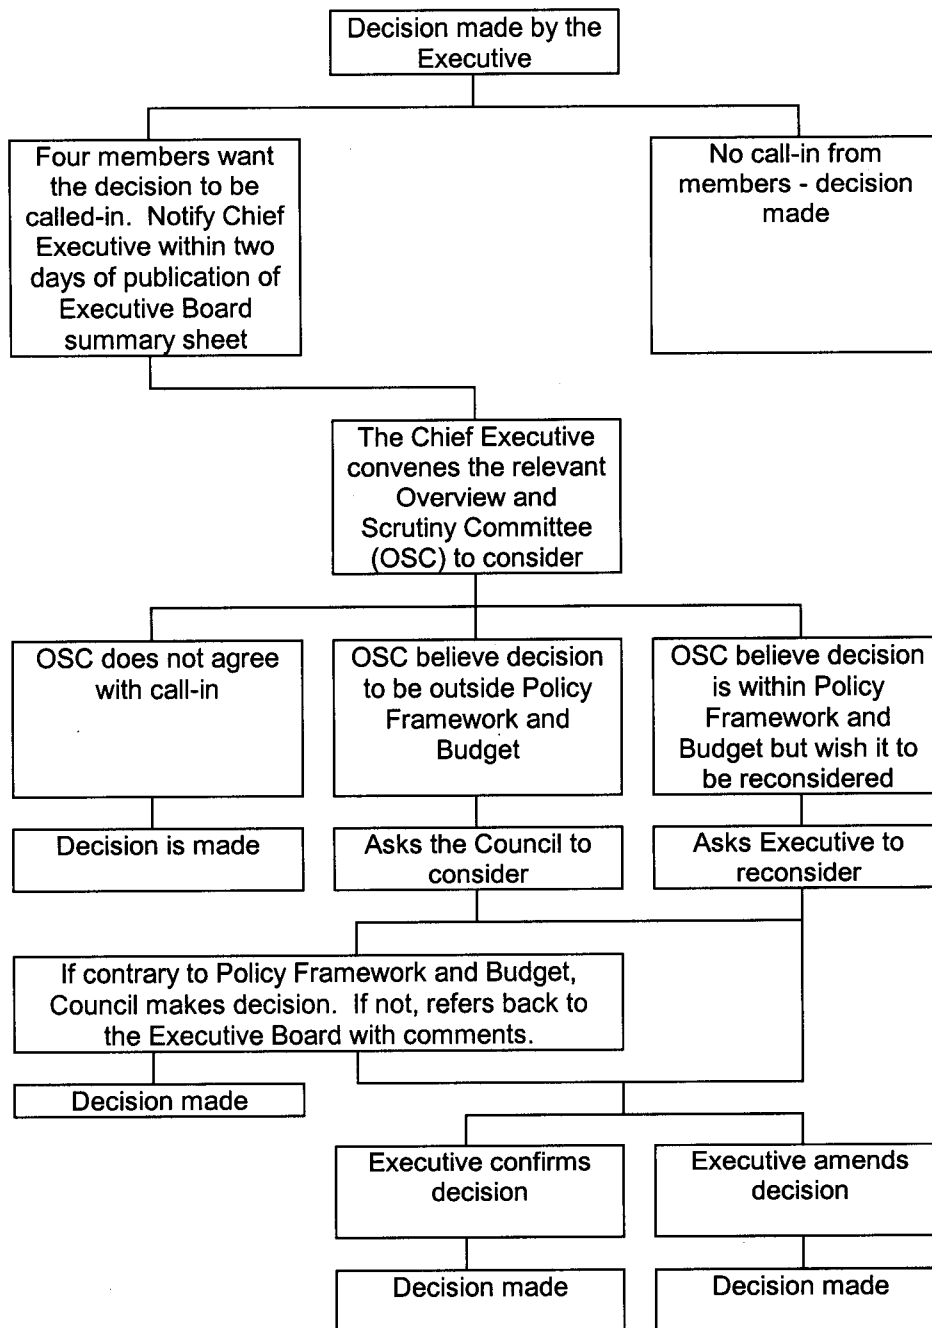 Decision made by the
Executive
Four members want
the decision to be
called-in. Notify Chief
Executive within two
days of publication of
Executive Board
summary sheet
No call-in from
members - decision
made
The Chief Executive
convenes the relevant
Overview and
Scrutiny Committee
(OSC) to consider
OSC does not agree
with call-in
OSC believe decision
to be outside Policy
Framework and
Budget
OSC believe decision
is within Policy
Framework and
Budget but wish it to
be reconsidered
Decision is made
Asks the Council to
consider
Asks Executive to
reconsider
If contrary to Policy Framework and Budget,
Council makes decision. If not, refers back to
the Executive Board with comments.
Decision made
Executive confirms
decision
Executive amends
decision
Decision made
Decision made